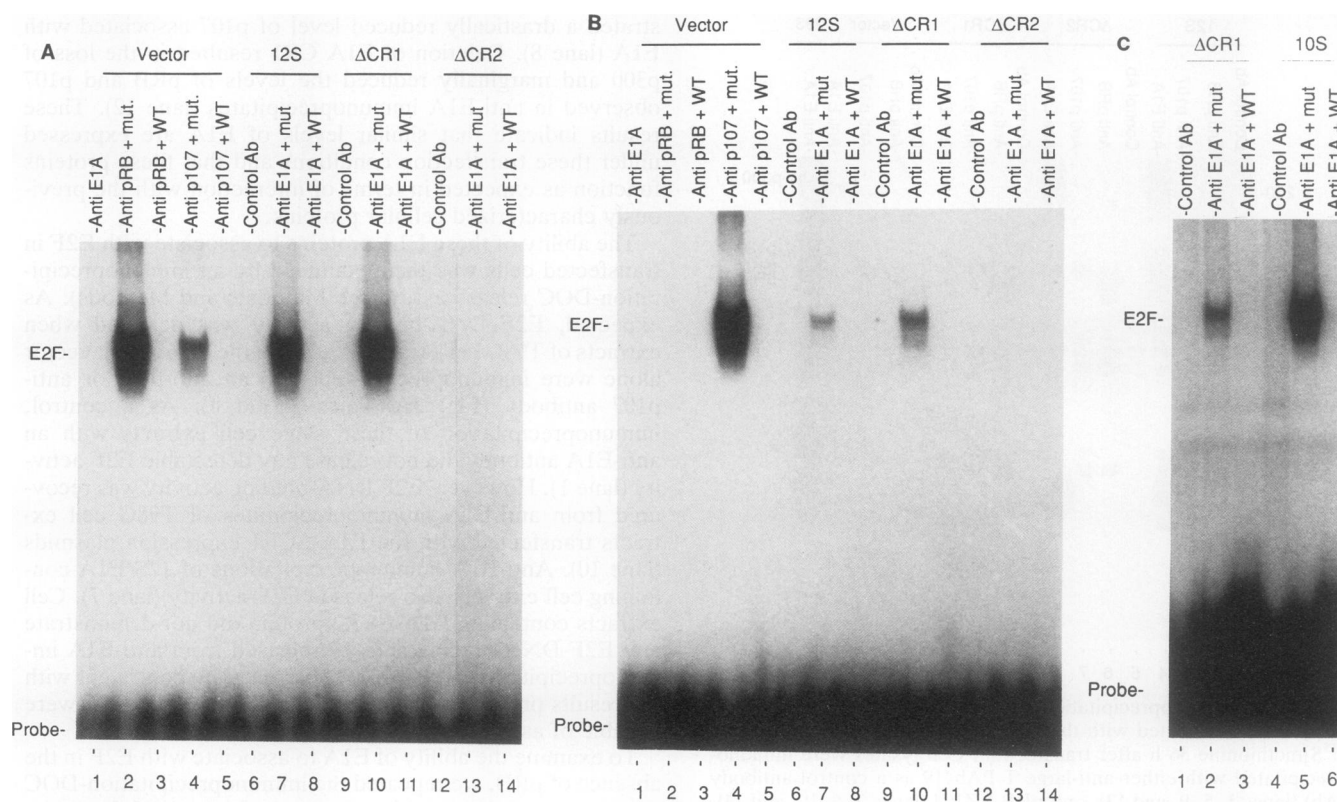 A
Vector 12S ΔCR1 ΔCR2
-Anti E1A
-Anti pRB + mut.
-Anti pRB + WT
-Anti p107 + mut.
-Anti p107 + WT
-Control Ab
-Anti E1A + mut
-Anti E1A + WT
-Control Ab
-Anti E1A + mut
-Anti E1A + WT
-Control Ab
-Anti E1A + mut
-Anti E1A + WT
E2F-
Probe-
2 3 5 6 7 8 9 10 11 12 13 14
B
Vector 12S ΔCR1 ΔCR2
-Anti E1A
-Anti pRB + mut.
-Anti pRB + WT
-Anti p107 + mut.
-Anti p107 + WT
-Control Ab
-Anti E1A + mut
-Anti E1A + WT
-Control Ab
-Anti E1A + mut
-Anti E1A + WT
-Control Ab
-Anti E1A + mut
-Anti E1A + WT
E2F-
Probe-
1 2 3 4 5 6 7 8 9 10 11 12 13 14
C
ΔCR1 10S
-Control Ab
-Anti E1A + mut
-Anti E1A + WT
-Control Ab
-Anti E1A + mut
-Anti E1A + WT
E2F-
Probe-
1 2 3 4 5